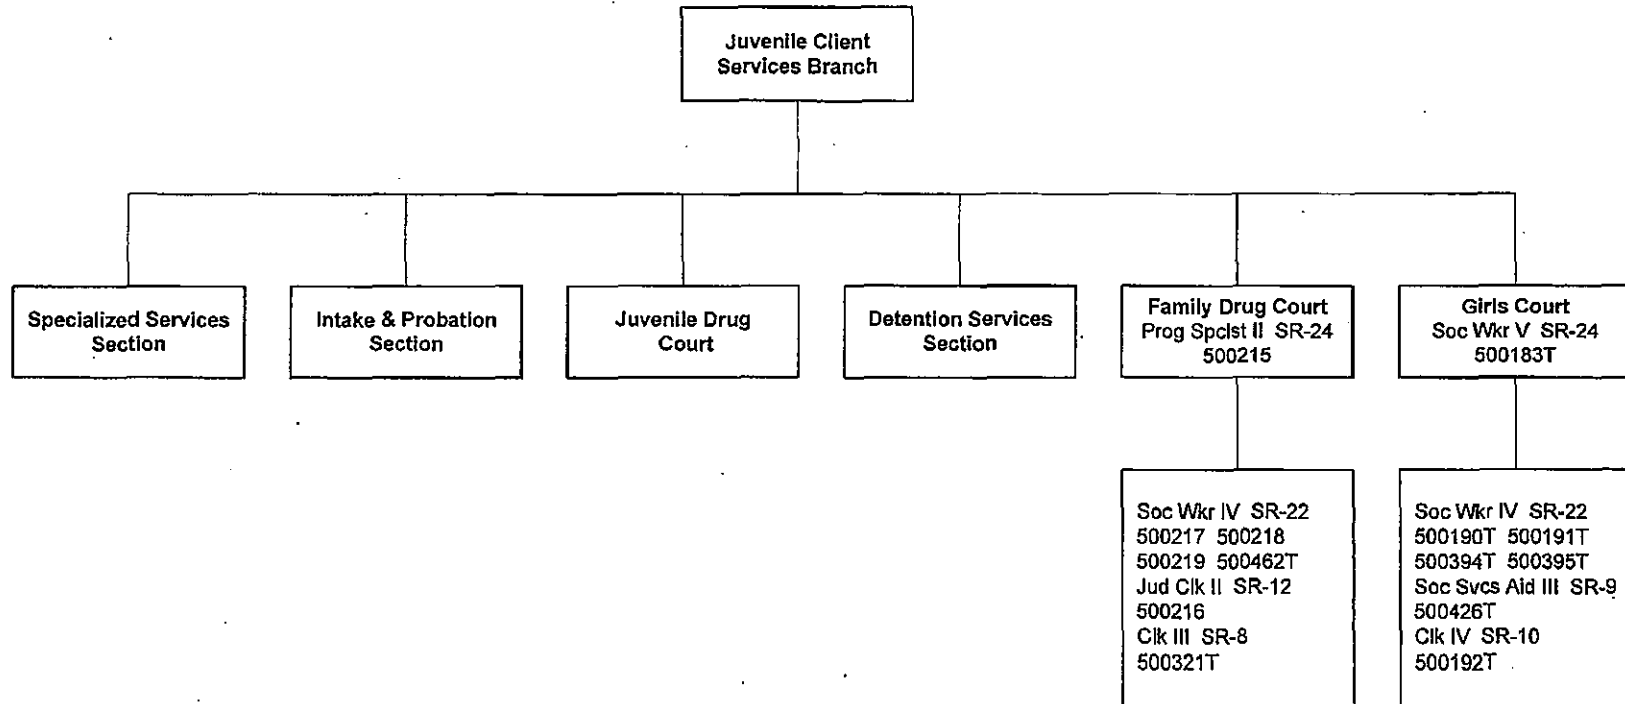 Juvenile Client
Services Branch
Specialized Services
Section
Intake & Probation
Section
Juvenile Drug
Court
Detention Services
Section
Family Drug Court
Prog Spclst II SR-24
500215
Girls Court
Soc Wkr V SR-24
500183T
Soc Wkr IV SR-22
500217 500218
500219 500462T
Jud Clk II SR-12
500216
Clk III SR-8
500321T
Soc Wkr IV SR-22
500190T 500191T
500394T 500395T
Soc Svcs Aid III SR-9
500426T
Clk IV SR-10
500192T